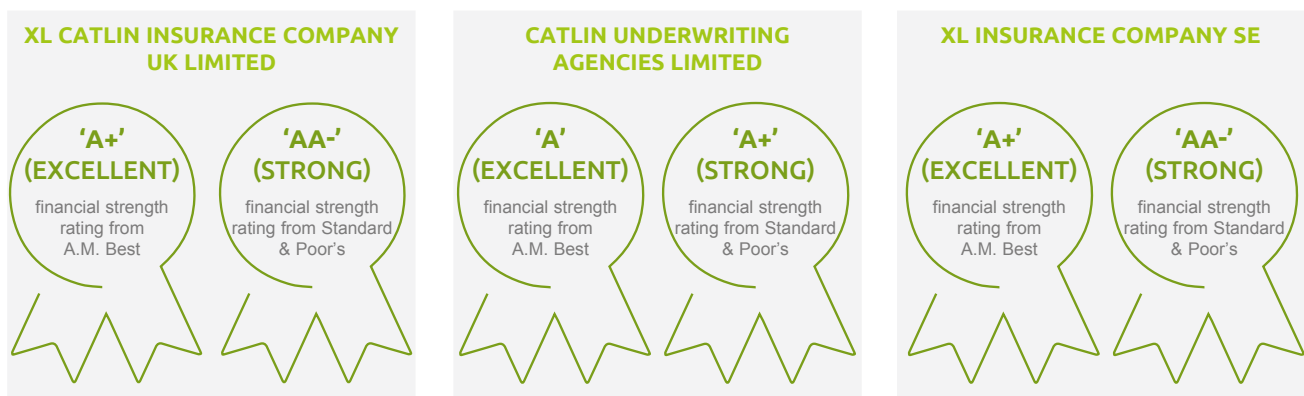 XL CATLIN INSURANCE COMPANY
UK LIMITED
‘A+’
(EXCELLENT)
financial strength
rating from
A.M. Best
‘AA-’
(STRONG)
financial strength
rating from Standard
& Poor’s
CATLIN UNDERWRITING
AGENCIES LIMITED
‘A’
(EXCELLENT)
financial strength
rating from
A.M. Best
‘A+’
(STRONG)
financial strength
rating from Standard
& Poor’s
XL INSURANCE COMPANY SE
‘A+’
(EXCELLENT)
financial strength
rating from
A.M. Best
‘AA-’
(STRONG)
financial strength
rating from Standard
& Poor’s